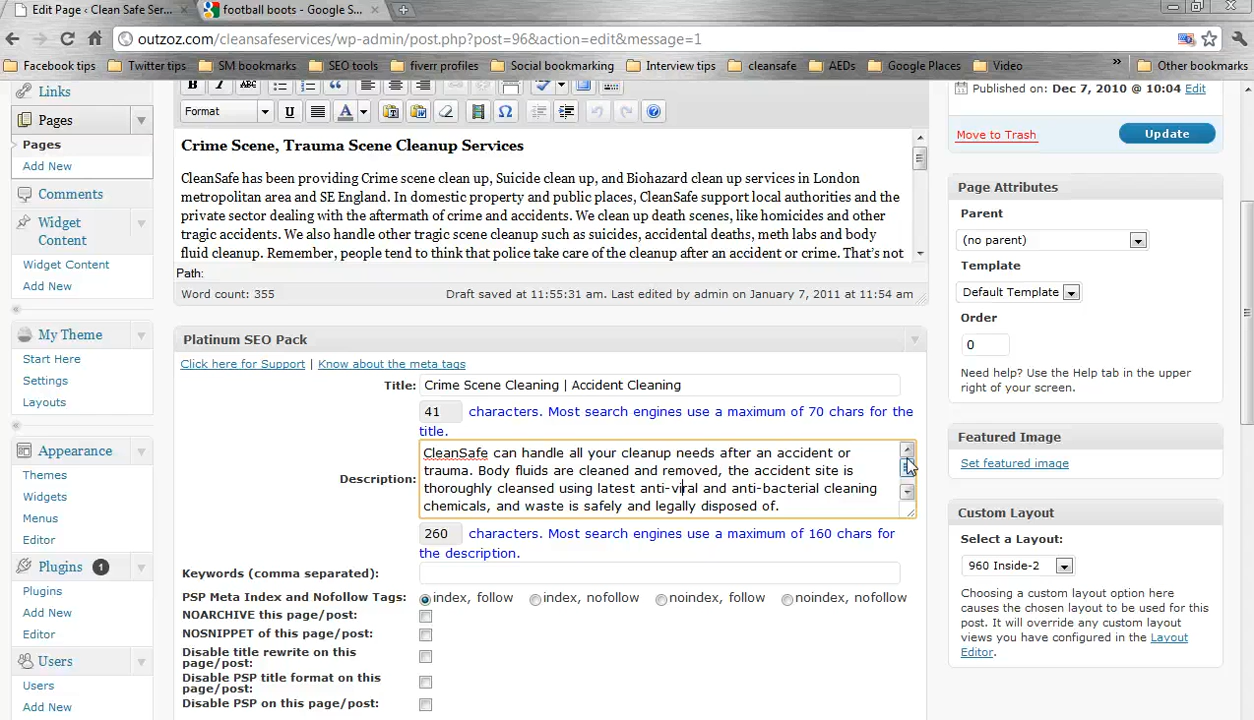 Edit Page ‹ Clean Safe Ser...
football boots - Google S...
outzoz.com/cleansafeservices/wp-admin/post.php?post=96&action=edit&message=1
Facebook tips
Twitter tips
SM bookmarks
SEO tools
fiverr profiles
Social bookmarking
Interview tips
cleansafe
AEDs
Google Places
Video
»
Other bookmarks
Links
Pages
Pages
Add New
Comments
Widget
Content
Widget Content
Add New
My Theme
Start Here
Settings
Layouts
Appearance
Themes
Widgets
Menus
Editor
Plugins 1
Plugins
Add New
Editor
Users
Users
Add New
B I ABC
Format U A Ω
Crime Scene, Trauma Scene Cleanup Services
CleanSafe has been providing Crime scene clean up, Suicide clean up, and Biohazard clean up services in London
metropolitan area and SE England. In domestic property and public places, CleanSafe support local authorities and the
private sector dealing with the aftermath of crime and accidents. We clean up death scenes, like homicides and other
tragic accidents. We also handle other tragic scene cleanup such as suicides, accidental deaths, meth labs and body
fluid cleanup. Remember, people tend to think that police take care of the cleanup after an accident or crime. That's not
Path:
Word count: 355
Draft saved at 11:55:31 am. Last edited by admin on January 7, 2011 at 11:54 am
Platinum SEO Pack
Click here for Support | Know about the meta tags
Title: Crime Scene Cleaning | Accident Cleaning
41 characters. Most search engines use a maximum of 70 chars for the
title.
Description:
CleanSafe can handle all your cleanup needs after an accident or
trauma. Body fluids are cleaned and removed, the accident site is
thoroughly cleansed using latest anti-viral and anti-bacterial cleaning
chemicals, and waste is safely and legally disposed of.
260 characters. Most search engines use a maximum of 160 chars for
the description.
Keywords (comma separated):
PSP Meta Index and Nofollow Tags: index, follow index, nofollow noindex, follow noindex, nofollow
NOARCHIVE this page/post:
NOSNIPPET of this page/post:
Disable title rewrite on this
page/post:
Disable PSP title format on this
page/post:
Disable PSP on this page/post:
Published on: Dec 7, 2010 @ 10:04 Edit
Move to Trash
Update
Page Attributes
Parent
(no parent)
Template
Default Template
Order
0
Need help? Use the Help tab in the upper
right of your screen.
Featured Image
Set featured image
Custom Layout
Select a Layout:
960 Inside-2
Choosing a custom layout option here
causes the chosen layout to be used for this
post. It will override any custom layout
views you have configured in the Layout
Editor.